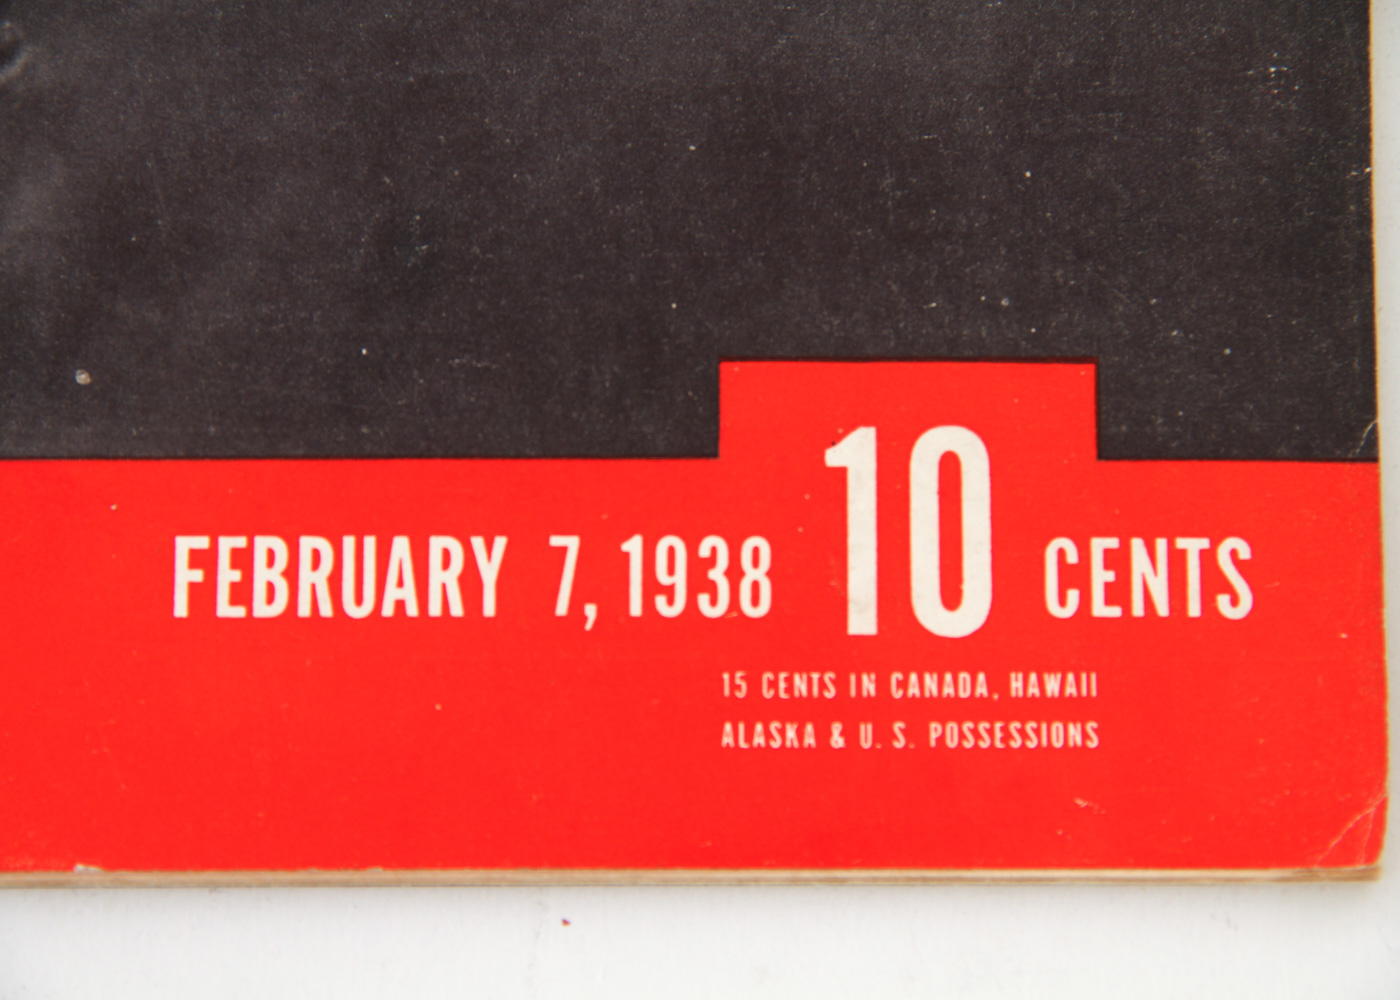 FEBRUARY 7, 1938 10 CENTS
15 CENTS IN CANADA, HAWAII
ALASKA & U. S. POSSESSIONS